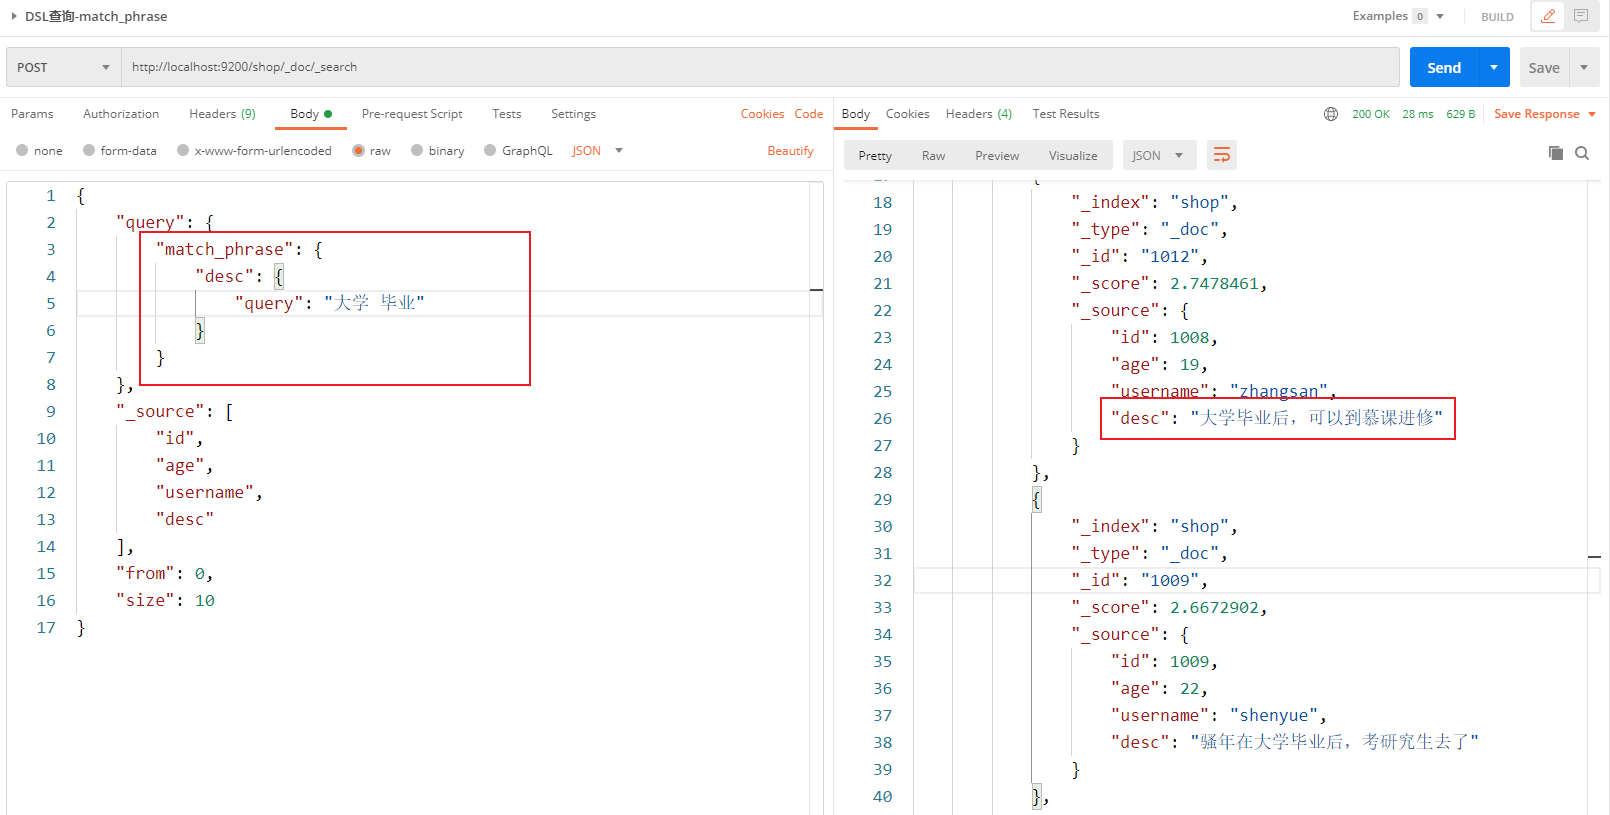 DSL查询-match_phrase
Examples 0
BUILD
POST
http://localhost:9200/shop/_doc/_search
Send
Save
Params Authorization Headers (9) Body Pre-request Script Tests Settings Cookies Code
none form-data x-www-form-urlencoded raw binary GraphQL JSON Beautify
1 {
2 "query": {
3 "match_phrase": {
4 "desc": {
5 "query": "大学 毕业"
6 }
7 }
8 },
9 "_source": [
10 "id",
11 "age",
12 "username",
13 "desc"
14 ],
15 "from": 0,
16 "size": 10
17 }
Body Cookies Headers (4) Test Results 200 OK 28 ms 629 B Save Response
Pretty Raw Preview Visualize JSON
{
18 "_index": "shop",
19 "_type": "_doc",
20 "_id": "1012",
21 "_score": 2.7478461,
22 "_source": {
23 "id": 1008,
24 "age": 19,
25 "username": "zhangsan",
26 "desc": "大学毕业后，可以到慕课进修"
27 }
28 },
29 {
30 "_index": "shop",
31 "_type": "_doc",
32 "_id": "1009",
33 "_score": 2.6672902,
34 "_source": {
35 "id": 1009,
36 "age": 22,
37 "username": "shenyue",
38 "desc": "骚年在大学毕业后，考研究生去了"
39 }
40 },